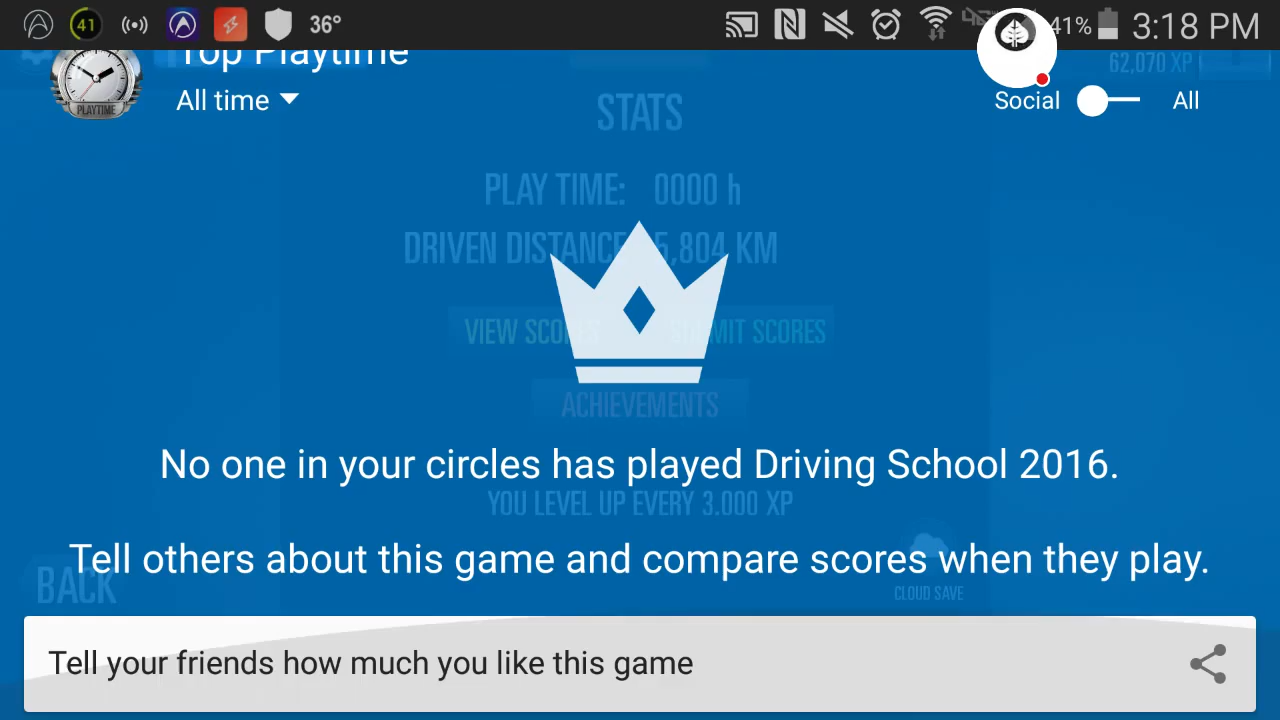 41 36° 41% 3:18 PM
Top Playtime
62,070 XP
PLAYTIME
All time
Social All
STATS
PLAY TIME: 0000 h
DRIVEN DISTANCE 5,804 KM
VIEW SCORES SUBMIT SCORES
ACHIEVEMENTS
No one in your circles has played Driving School 2016.
YOU LEVEL UP EVERY 3.000 XP
Tell others about this game and compare scores when they play.
BACK
CLOUD SAVE
Tell your friends how much you like this game